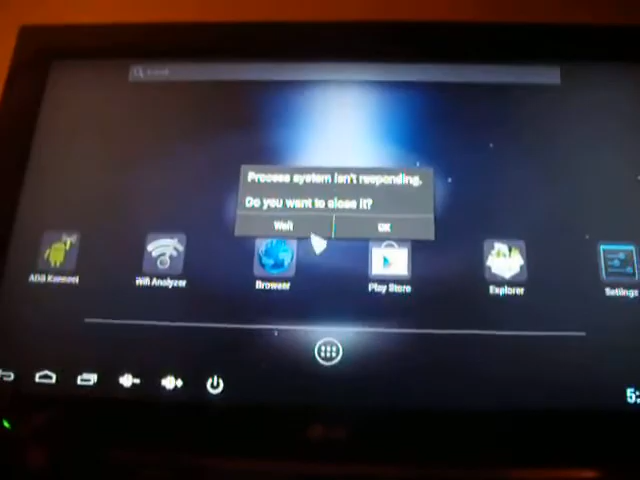 Process system isn't responding.
Do you want to close it?
Wait OK
Wifi Analyzer Browser Play Store Explorer Settings
5: